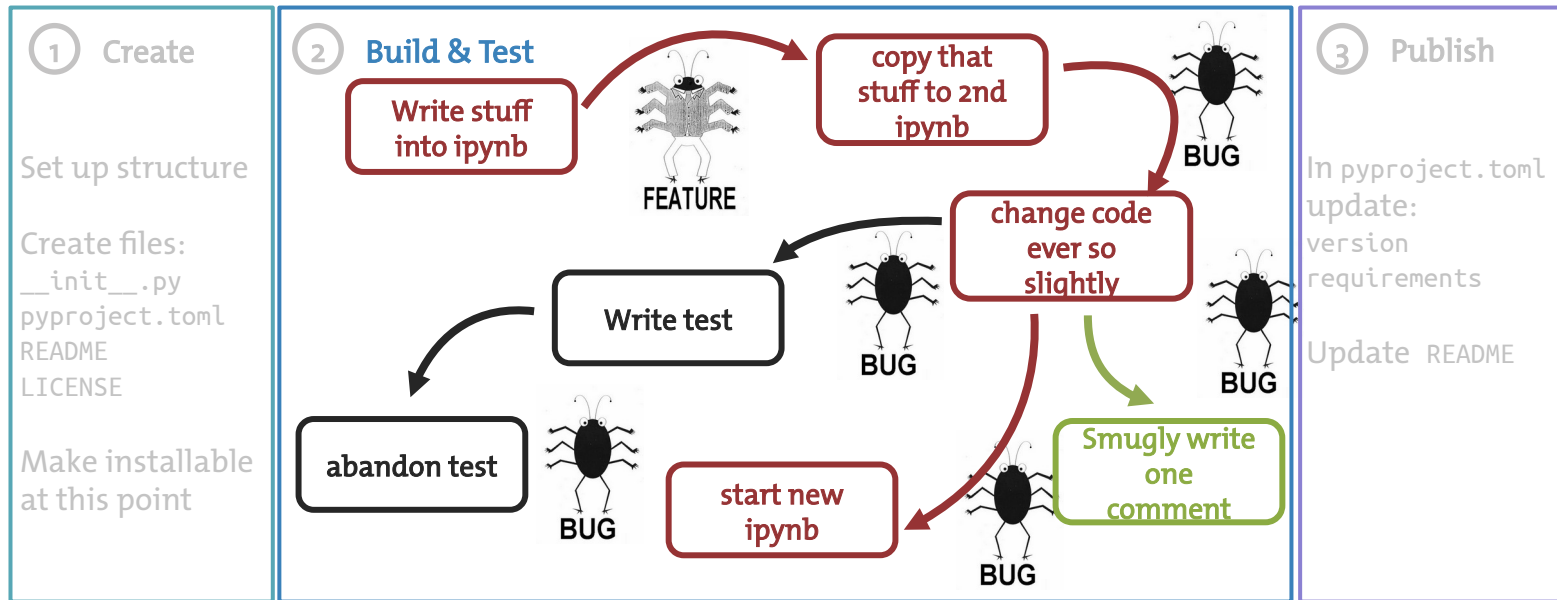 1 Create
Set up structure
Create files:
__init__.py
pyproject.toml
README
LICENSE
Make installable
at this point
2 Build & Test
Write stuff
into ipynb
FEATURE
copy that
stuff to 2nd
ipynb
BUG
change code
ever so
slightly
BUG
Write test
BUG
abandon test
BUG
start new
ipynb
BUG
Smugly write
one
comment
3 Publish
In pyproject.toml
update:
version
requirements
Update README